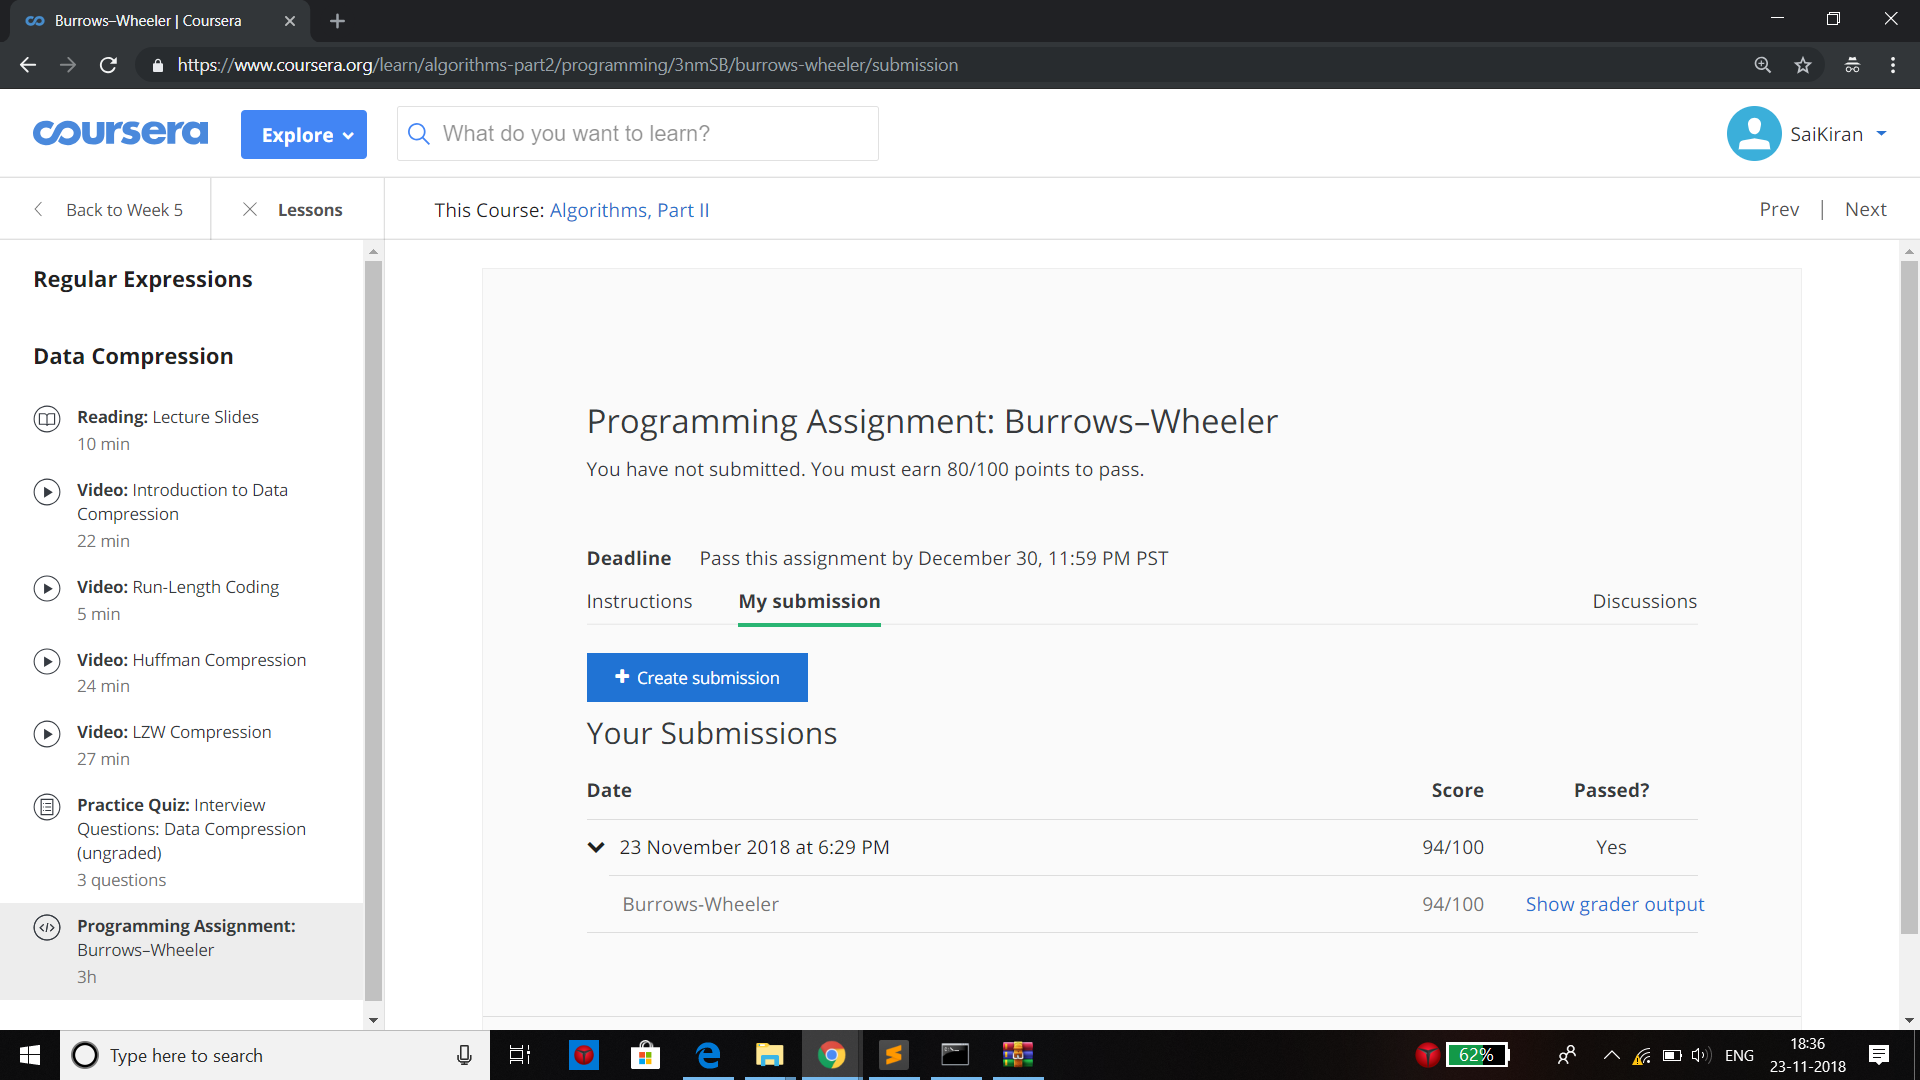 Burrows–Wheeler | Coursera
https://www.coursera.org/learn/algorithms-part2/programming/3nmSB/burrows-wheeler/submission
coursera
Explore
What do you want to learn?
SaiKiran
Back to Week 5
Lessons
This Course: Algorithms, Part II
Prev | Next
Regular Expressions
Data Compression
Reading: Lecture Slides
10 min
Video: Introduction to Data
Compression
22 min
Video: Run-Length Coding
5 min
Video: Huffman Compression
24 min
Video: LZW Compression
27 min
Practice Quiz: Interview
Questions: Data Compression
(ungraded)
3 questions
Programming Assignment:
Burrows–Wheeler
3h
Programming Assignment: Burrows–Wheeler
You have not submitted. You must earn 80/100 points to pass.
Deadline Pass this assignment by December 30, 11:59 PM PST
Instructions My submission Discussions
+ Create submission
Your Submissions
Date Score Passed?
23 November 2018 at 6:29 PM 94/100 Yes
Burrows-Wheeler 94/100 Show grader output
Type here to search
62%
ENG
18:36
23-11-2018